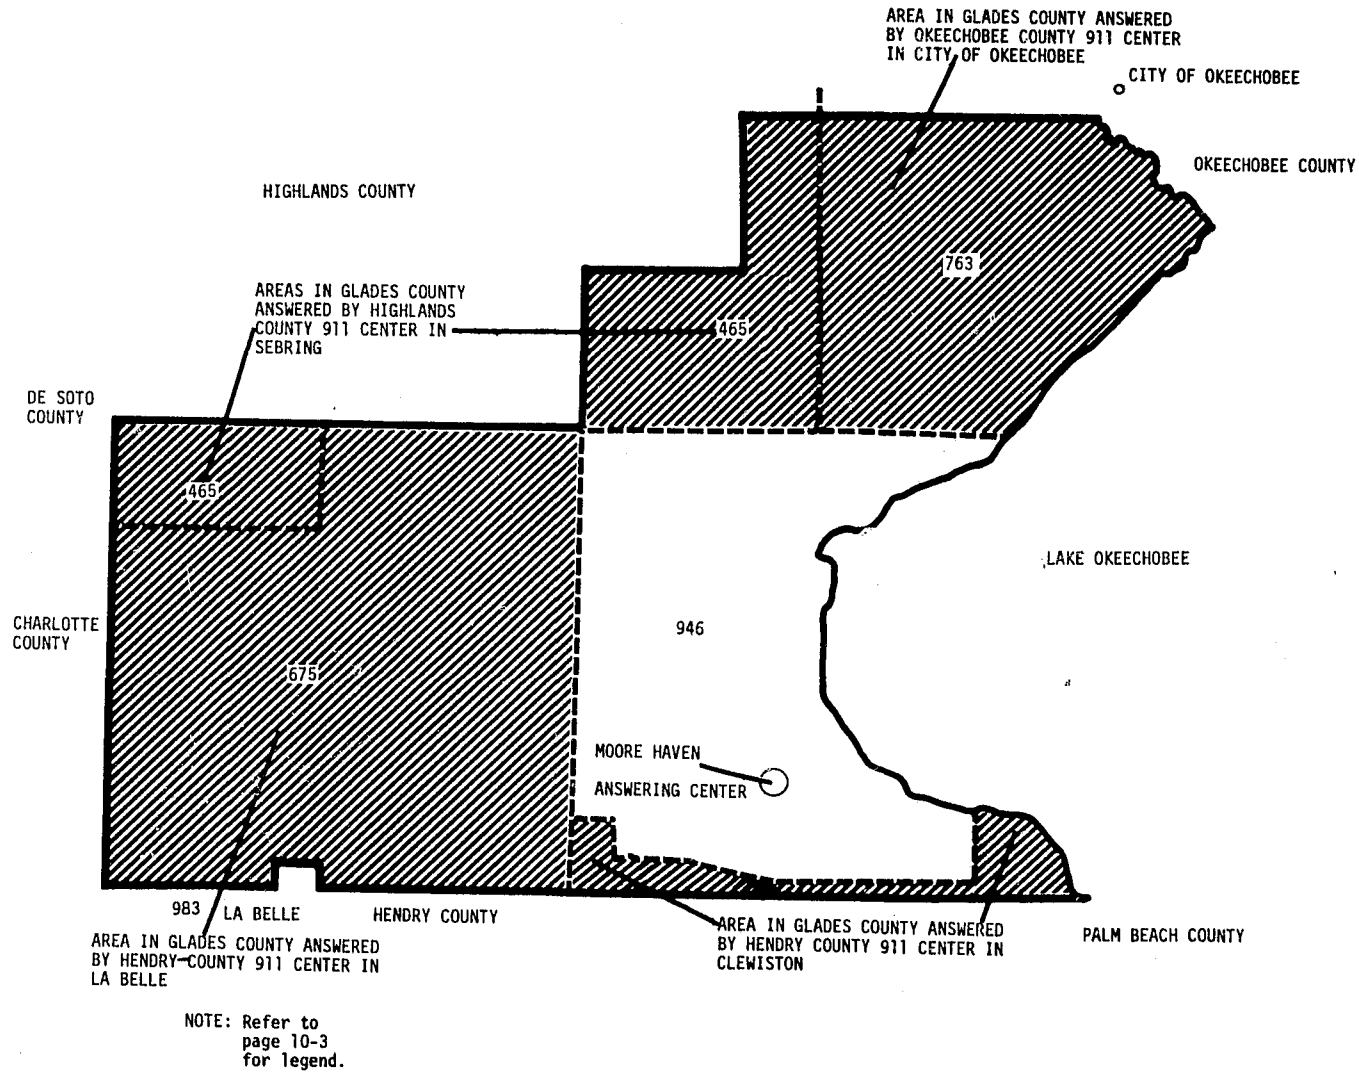 AREA IN GLADES COUNTY ANSWERED
BY OKEECHOBEE COUNTY 911 CENTER
IN CITY OF OKEECHOBEE
CITY OF OKEECHOBEE
OKEECHOBEE COUNTY
HIGHLANDS COUNTY
763
AREAS IN GLADES COUNTY
ANSWERED BY HIGHLANDS
COUNTY 911 CENTER IN
SEBRING
465
DE SOTO
COUNTY
465
LAKE OKEECHOBEE
CHARLOTTE
COUNTY
946
675
MOORE HAVEN
ANSWERING CENTER
983
LA BELLE
HENDRY COUNTY
AREA IN GLADES COUNTY ANSWERED
BY HENDRY COUNTY 911 CENTER IN
LA BELLE
AREA IN GLADES COUNTY ANSWERED
BY HENDRY COUNTY 911 CENTER IN
CLEWISTON
PALM BEACH COUNTY
NOTE: Refer to
page 10-3
for legend.